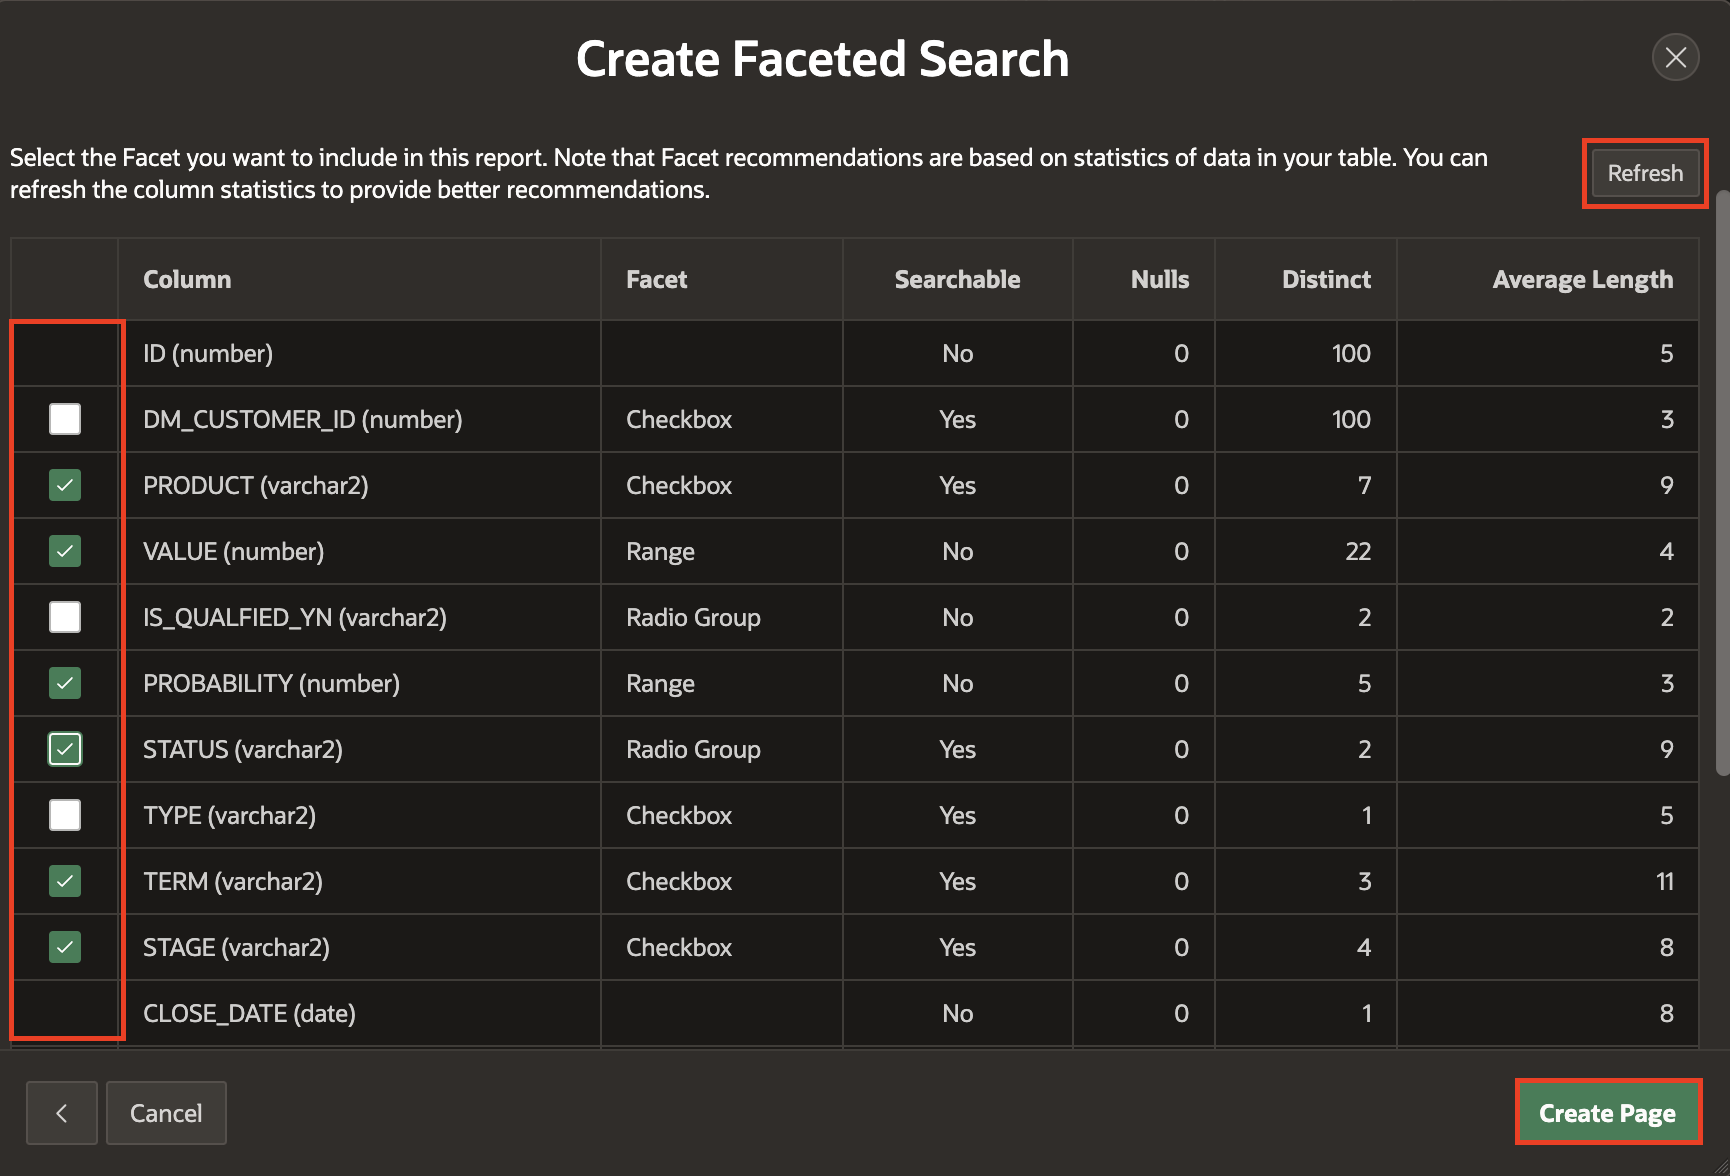 Create Faceted Search
Select the Facet you want to include in this report. Note that Facet recommendations are based on statistics of data in your table. You can
refresh the column statistics to provide better recommendations.
Refresh
Column Facet Searchable Nulls Distinct Average Length
ID (number) No 0 100 5
DM_CUSTOMER_ID (number) Checkbox Yes 0 100 3
PRODUCT (varchar2) Checkbox Yes 0 7 9
VALUE (number) Range No 0 22 4
IS_QUALFIED_YN (varchar2) Radio Group No 0 2 2
PROBABILITY (number) Range No 0 5 3
STATUS (varchar2) Radio Group Yes 0 2 9
TYPE (varchar2) Checkbox Yes 0 1 5
TERM (varchar2) Checkbox Yes 0 3 11
STAGE (varchar2) Checkbox Yes 0 4 8
CLOSE_DATE (date) No 0 1 8
Cancel
Create Page